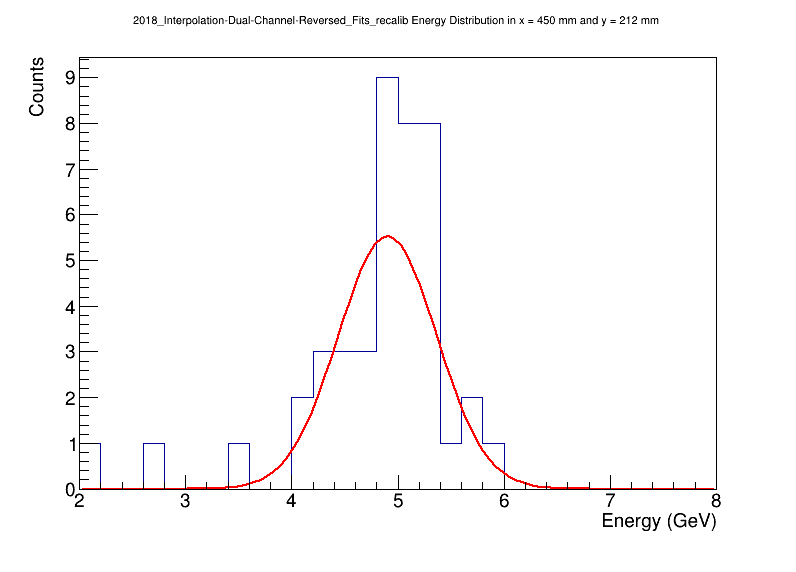 2018_Interpolation-Dual-Channel-Reversed_Fits_recalib Energy Distribution in x = 450 mm and y = 212 mm
Counts
9
8
7
6
5
4
3
2
1
0
2 3 4 5 6 7 8
Energy (GeV)